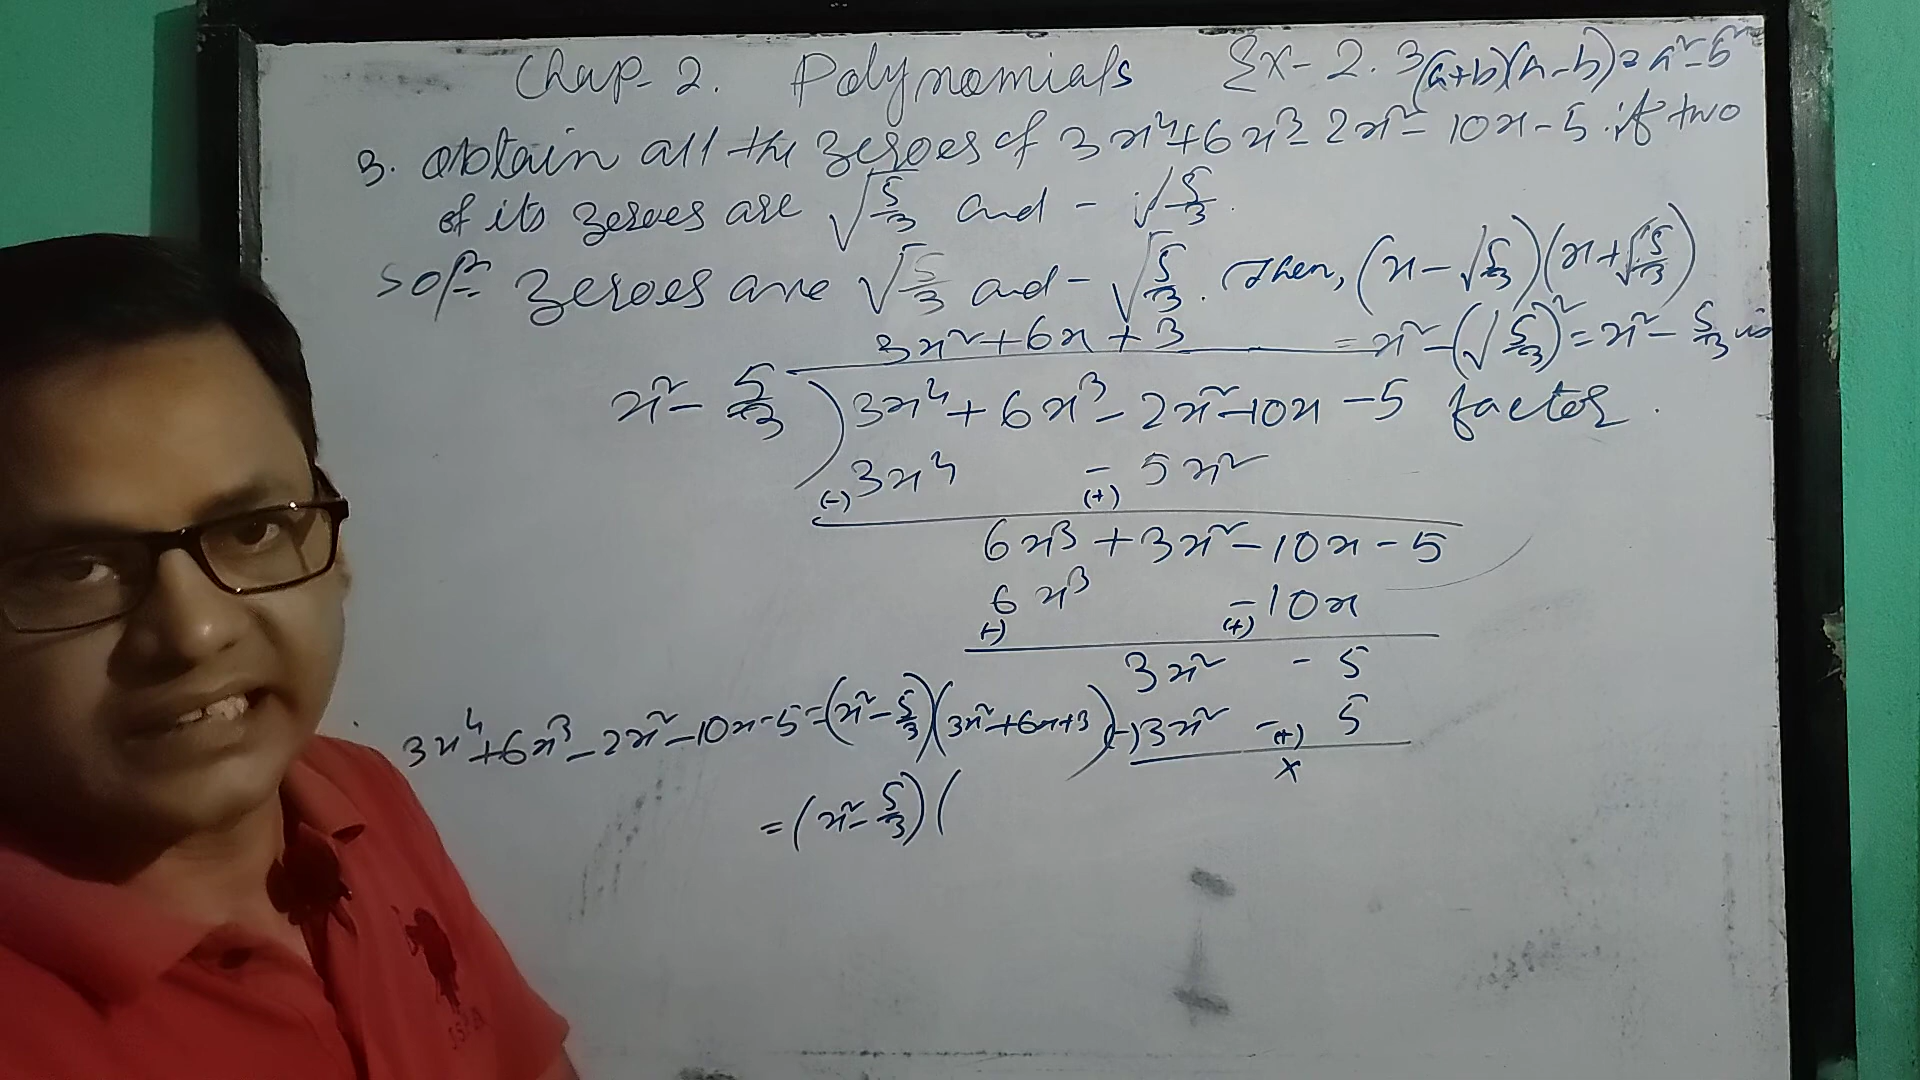 Chap-2. Polynomials Ex-2.3 (a+b)(a-b)=a²-b²
3. Obtain all the zeroes of 3x⁴+6x³-2x²-10x-5 if two
of its zeroes are √5/3 and -√5/3.
Solⁿ= zeroes are √5/3 and -√5/3. Then, (x-√5/3)(x+√5/3)
= x²-(√5/3)² = x²-5/3 is
factor.
3x²+6x+3
x²-5/3 ) 3x⁴+6x³-2x²-10x-5
(-)3x⁴ -(+) 5x²
6x³+3x²-10x-5
6x³ -10x
(-) (+)
3x² - 5
(-)3x² -(+) 5
x
3x⁴+6x³-2x²-10x-5=(x²-5/3)(3x²+6x+3)
=(x²-5/3)(